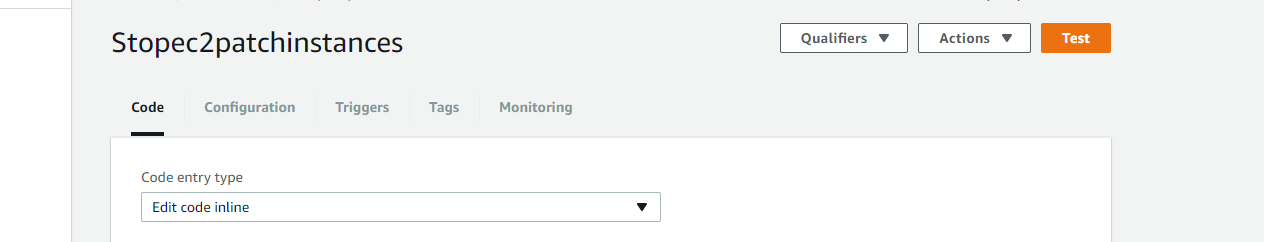 Stopec2patchinstances
Qualifiers
Actions
Test
Code
Configuration
Triggers
Tags
Monitoring
Code entry type
Edit code inline